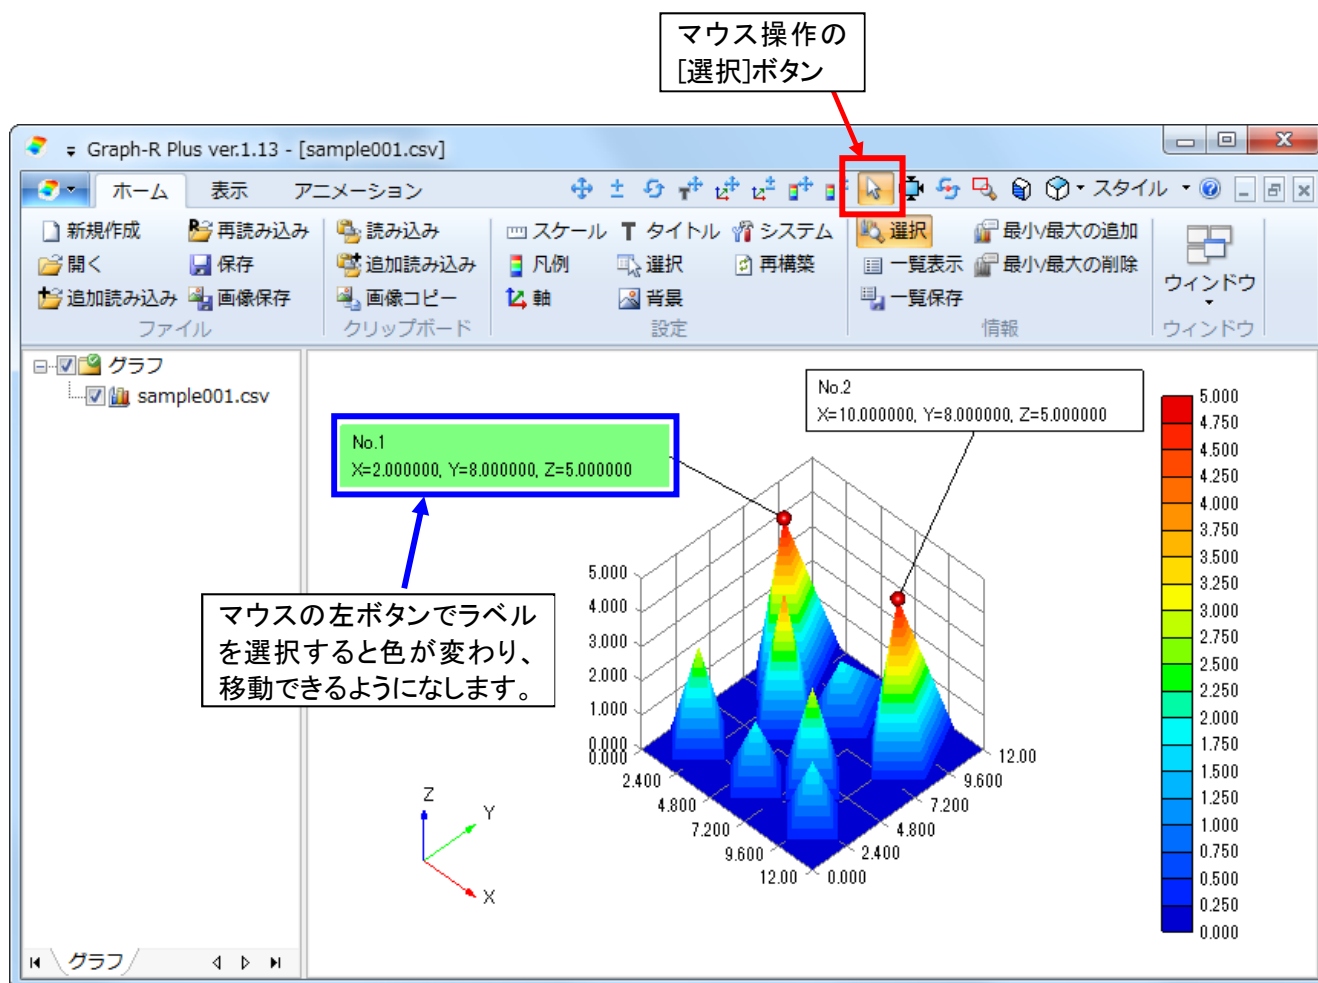 マウス操作の
[選択]ボタン
Graph-R Plus ver.1.13 - [sample001.csv]
ホーム 表示 アニメーション スタイル
新規作成 再読み込み 読み込み スケール タイトル システム 選択 最小/最大の追加
開く 保存 追加読み込み 凡例 選択 再構築 一覧表示 最小/最大の削除
追加読み込み 画像保存 画像コピー 軸 背景 一覧保存 ウィンドウ
ファイル クリップボード 設定 情報 ウィンドウ
グラフ
sample001.csv
No.1
X=2.000000, Y=8.000000, Z=5.000000
No.2
X=10.000000, Y=8.000000, Z=5.000000
マウスの左ボタンでラベル
を選択すると色が変わり、
移動できるようになします。
5.000
4.000
3.000
2.000
1.000
0.000
0.000
2.400
4.800
7.200
9.600
12.00
0.000
2.400
4.800
7.200
9.600
12.00
Z
Y
X
5.000
4.750
4.500
4.250
4.000
3.750
3.500
3.250
3.000
2.750
2.500
2.250
2.000
1.750
1.500
1.250
1.000
0.750
0.500
0.250
0.000
グラフ